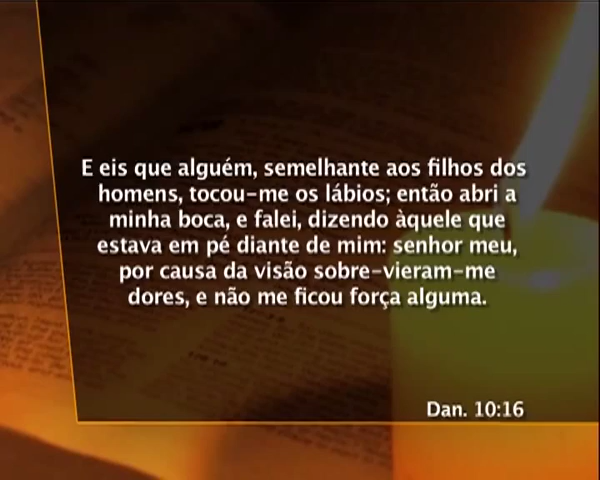 E eis que alguém, semelhante aos filhos dos
homens, tocou-me os lábios; então abri a
minha boca, e falei, dizendo àquele que
estava em pé diante de mim: senhor meu,
por causa da visão sobre-vieram-me
dores, e não me ficou força alguma.
Dan. 10:16